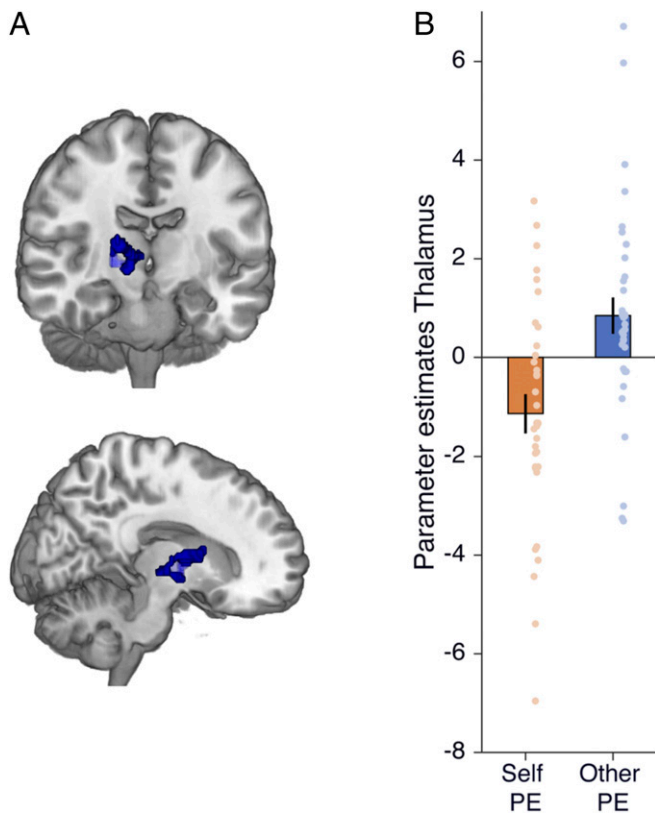 A
B
Parameter estimates Thalamus
6
4
2
0
-2
-4
-6
-8
Self
PE
Other
PE